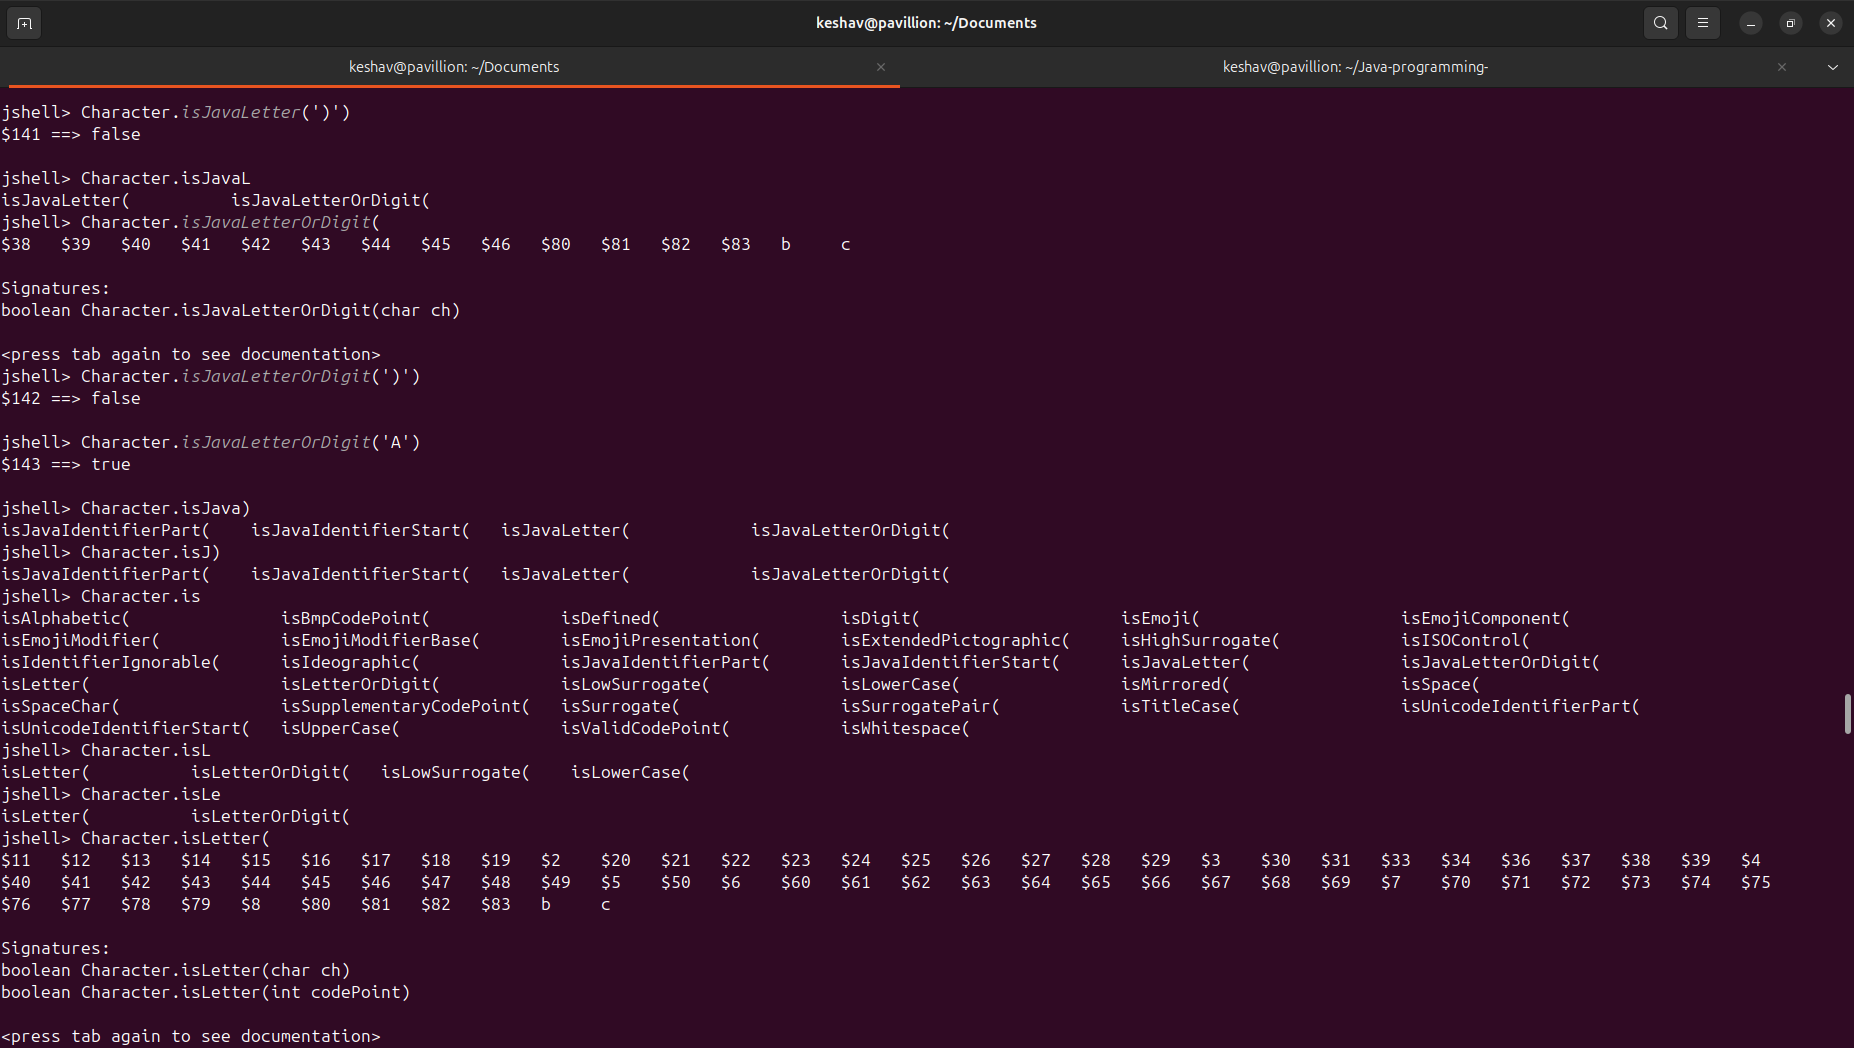 keshav@pavillion: ~/Documents
keshav@pavillion: ~/Documents keshav@pavillion: ~/Java-programming-
jshell> Character.isJavaLetter(')')
$141 ==> false
jshell> Character.isJavaL
isJavaLetter( isJavaLetterOrDigit(
jshell> Character.isJavaLetterOrDigit(
$38 $39 $40 $41 $42 $43 $44 $45 $46 $80 $81 $82 $83 b c
Signatures:
boolean Character.isJavaLetterOrDigit(char ch)
<press tab again to see documentation>
jshell> Character.isJavaLetterOrDigit(')')
$142 ==> false
jshell> Character.isJavaLetterOrDigit('A')
$143 ==> true
jshell> Character.isJava)
isJavaIdentifierPart( isJavaIdentifierStart( isJavaLetter( isJavaLetterOrDigit(
jshell> Character.isJ)
isJavaIdentifierPart( isJavaIdentifierStart( isJavaLetter( isJavaLetterOrDigit(
jshell> Character.is
isAlphabetic( isBmpCodePoint( isDefined( isDigit( isEmoji( isEmojiComponent(
isEmojiModifier( isEmojiModifierBase( isEmojiPresentation( isExtendedPictographic( isHighSurrogate( isISOControl(
isIdentifierIgnorable( isIdeographic( isJavaIdentifierPart( isJavaIdentifierStart( isJavaLetter( isJavaLetterOrDigit(
isLetter( isLetterOrDigit( isLowSurrogate( isLowerCase( isMirrored( isSpace(
isSpaceChar( isSupplementaryCodePoint( isSurrogate( isSurrogatePair( isTitleCase( isUnicodeIdentifierPart(
isUnicodeIdentifierStart( isUpperCase( isValidCodePoint( isWhitespace(
jshell> Character.isL
isLetter( isLetterOrDigit( isLowSurrogate( isLowerCase(
jshell> Character.isLe
isLetter( isLetterOrDigit(
jshell> Character.isLetter(
$11 $12 $13 $14 $15 $16 $17 $18 $19 $2 $20 $21 $22 $23 $24 $25 $26 $27 $28 $29 $3 $30 $31 $33 $34 $36 $37 $38 $39 $4
$40 $41 $42 $43 $44 $45 $46 $47 $48 $49 $5 $50 $6 $60 $61 $62 $63 $64 $65 $66 $67 $68 $69 $7 $70 $71 $72 $73 $74 $75
$76 $77 $78 $79 $8 $80 $81 $82 $83 b c
Signatures:
boolean Character.isLetter(char ch)
boolean Character.isLetter(int codePoint)
<press tab again to see documentation>